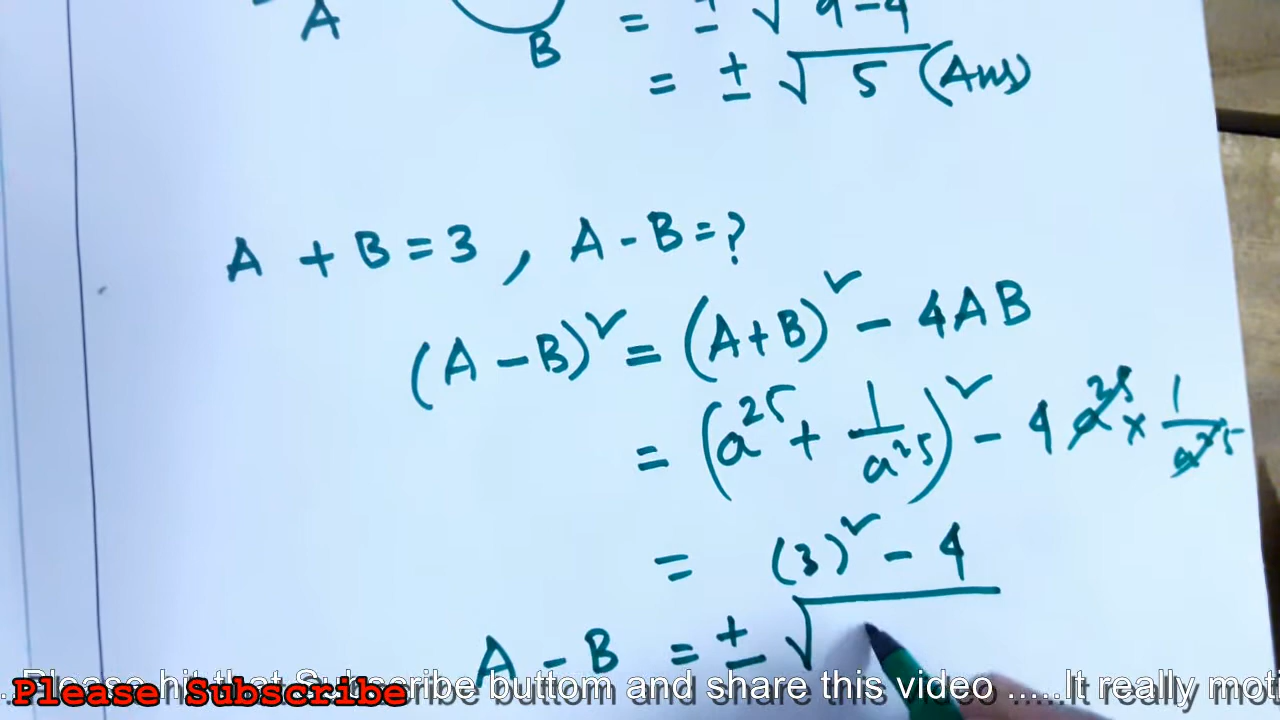 = ± √9-4
A B
= ± √5 (Ans)
A + B = 3 , A - B = ?
(A - B)² = (A+B)² - 4AB
= (a²⁵ + 1/a²⁵)² - 4 a²⁵ × 1/a²⁵
= (3)² - 4
A - B = ± √
...Please hit that Subscribe buttom and share this video .....It really moti
Please Subscribe